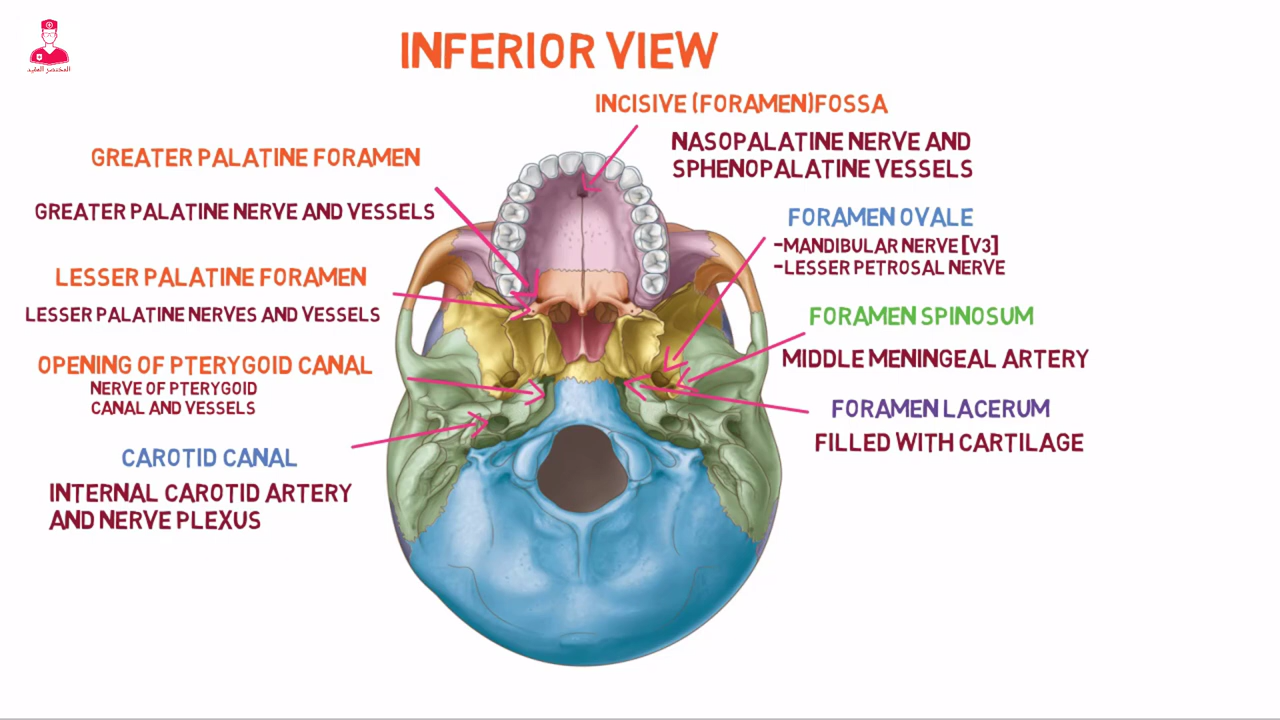 المختصر المفيد
INFERIOR VIEW
INCISIVE (FORAMEN)FOSSA
NASOPALATINE NERVE AND
SPHENOPALATINE VESSELS
GREATER PALATINE FORAMEN
GREATER PALATINE NERVE AND VESSELS
LESSER PALATINE FORAMEN
LESSER PALATINE NERVES AND VESSELS
OPENING OF PTERYGOID CANAL
NERVE OF PTERYGOID
CANAL AND VESSELS
CAROTID CANAL
INTERNAL CAROTID ARTERY
AND NERVE PLEXUS
FORAMEN OVALE
-MANDIBULAR NERVE [V3]
-LESSER PETROSAL NERVE
FORAMEN SPINOSUM
MIDDLE MENINGEAL ARTERY
FORAMEN LACERUM
FILLED WITH CARTILAGE